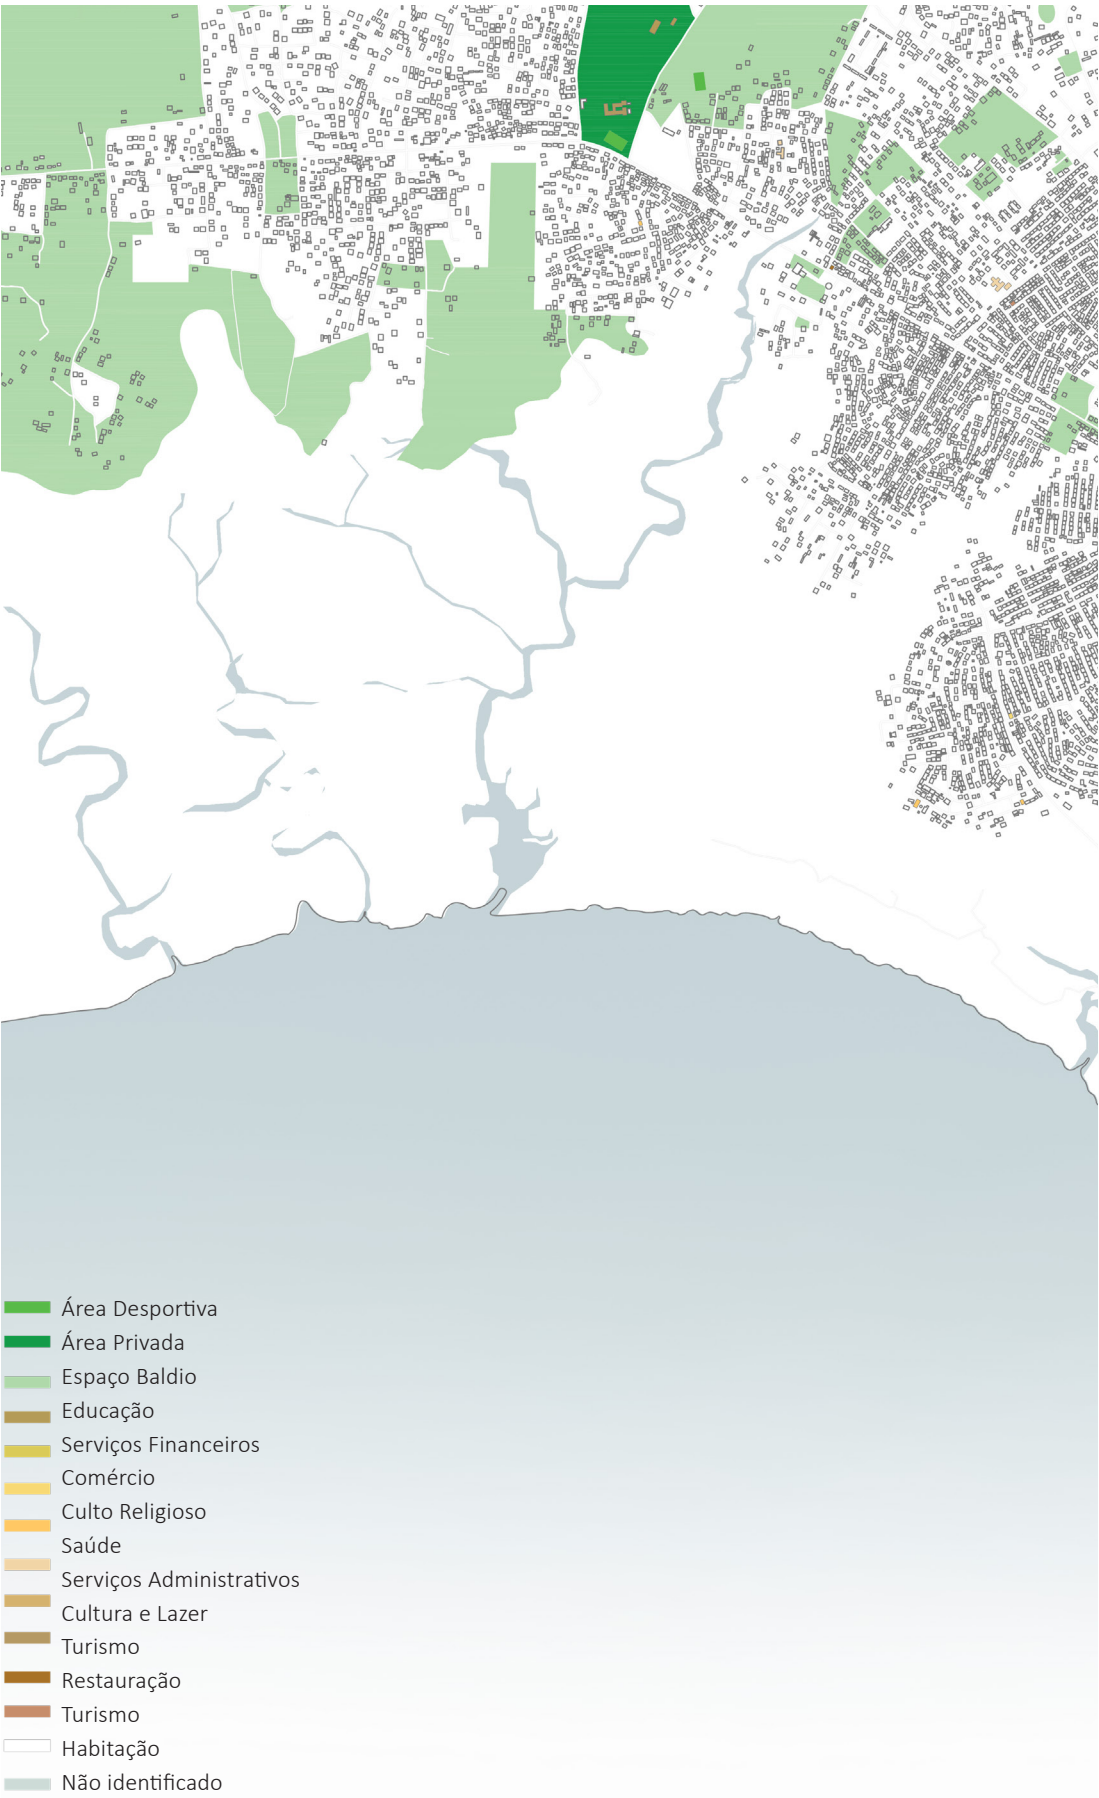 Área Desportiva
Área Privada
Espaço Baldio
Educação
Serviços Financeiros
Comércio
Culto Religioso
Saúde
Serviços Administrativos
Cultura e Lazer
Turismo
Restauração
Turismo
Habitação
Não identificado